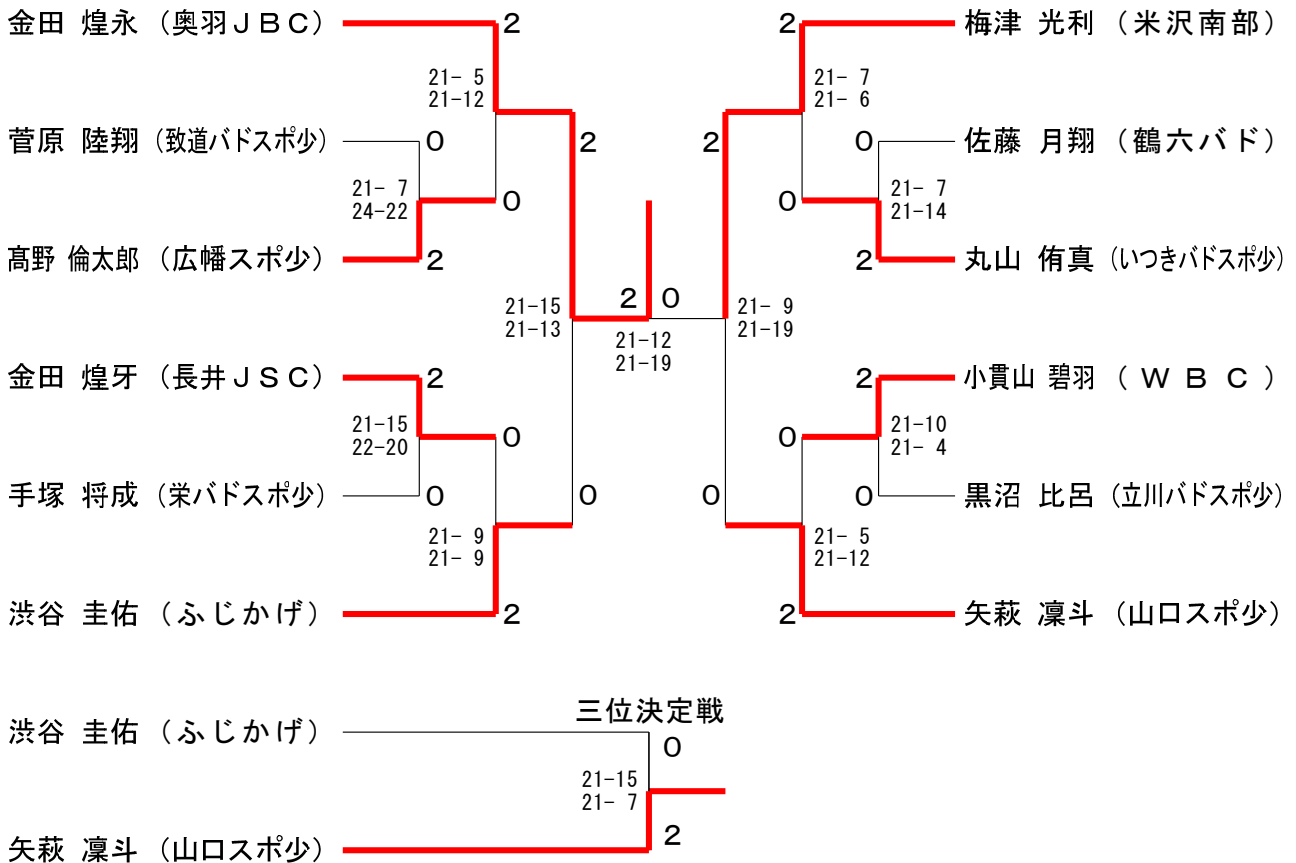 金田 煌永 （奥羽ＪＢＣ） 2 2 梅津 光利 （米沢南部）
21- 5 21- 7
21-12 21- 6
菅原 陸翔 （致道バドスポ少） 0 2 2 0 佐藤 月翔 （鶴六バド）
21- 7 21- 7
24-22 0 0 21-14
髙野 倫太郎 （広幡スポ少） 2 2 丸山 侑真 （いつきバドスポ少）
21-15 2 0 21- 9
21-13 21-12 21-19
21-19
金田 煌牙 （長井ＪＳＣ） 2 2 小貫山 碧羽 （ＷＢＣ）
21-15 21-10
22-20 0 0 21- 4
手塚 将成 （栄バドスポ少） 0 0 0 0 黒沼 比呂 （立川バドスポ少）
21- 9 21- 5
21- 9 21-12
渋谷 圭佑 （ふじかげ） 2 2 矢萩 凜斗 （山口スポ少）
三位決定戦
渋谷 圭佑 （ふじかげ） 0
21-15
21- 7
矢萩 凜斗 （山口スポ少） 2